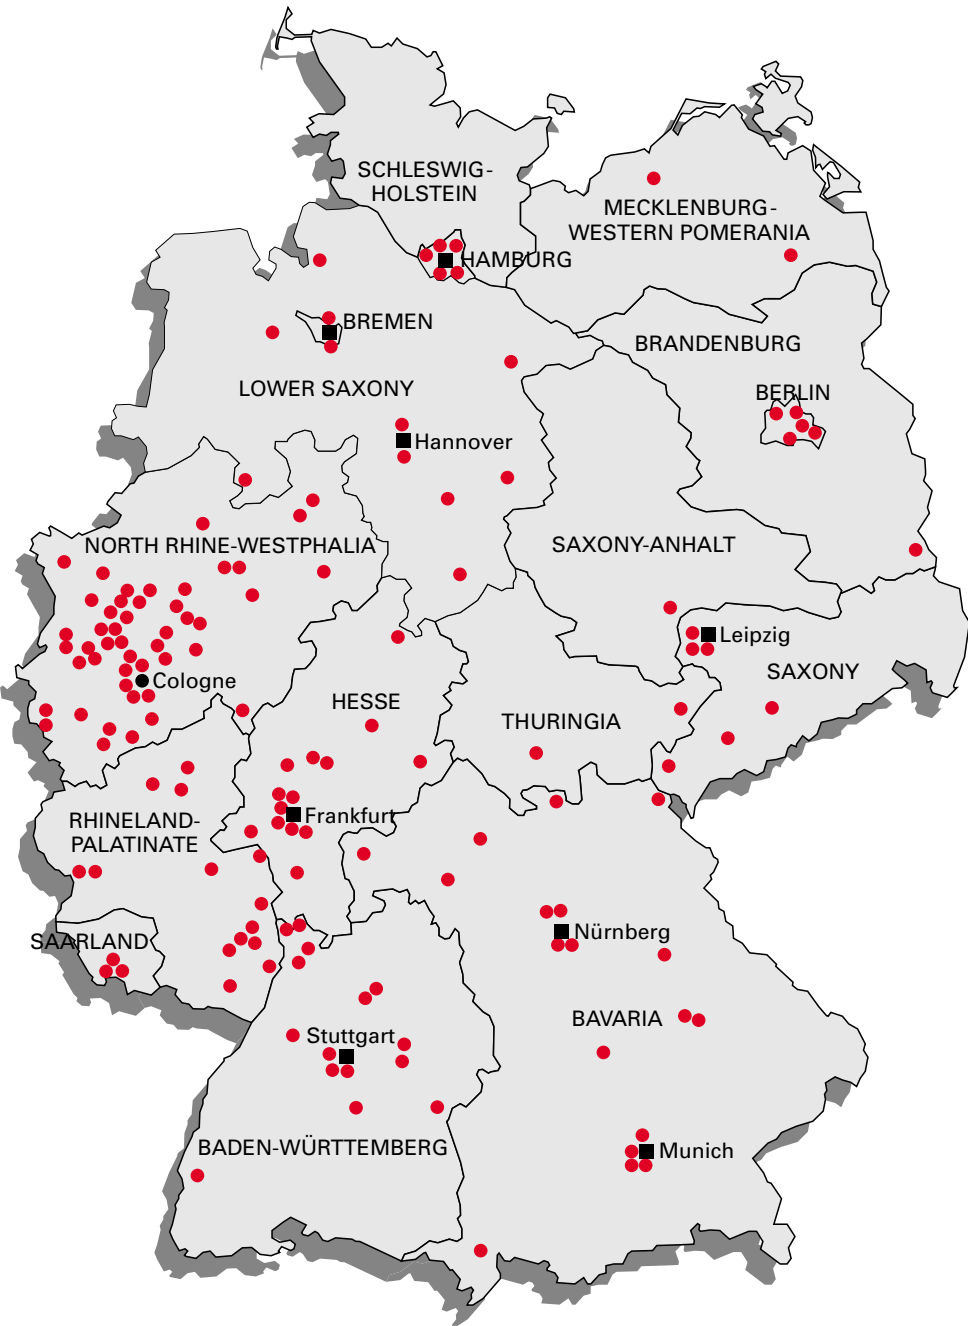 SCHLESWIG-
HOLSTEIN
MECKLENBURG-
WESTERN POMERANIA
HAMBURG
BREMEN
BRANDENBURG
LOWER SAXONY
BERLIN
Hannover
NORTH RHINE-WESTPHALIA
SAXONY-ANHALT
Leipzig
SAXONY
Cologne
HESSE
THURINGIA
RHINELAND-
PALATINATE
Frankfurt
SAARLAND
Nürnberg
BAVARIA
Stuttgart
BADEN-WÜRTTEMBERG
Munich